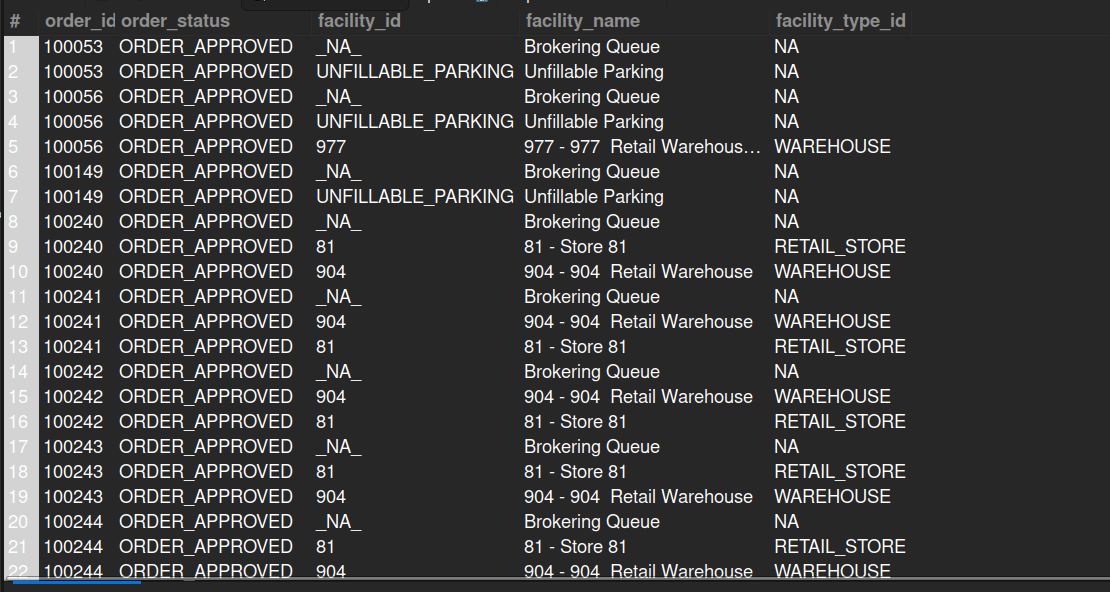 # order_id order_status facility_id facility_name facility_type_id
1 100053 ORDER_APPROVED _NA_ Brokering Queue NA
2 100053 ORDER_APPROVED UNFILLABLE_PARKING Unfillable Parking NA
3 100056 ORDER_APPROVED _NA_ Brokering Queue NA
4 100056 ORDER_APPROVED UNFILLABLE_PARKING Unfillable Parking NA
5 100056 ORDER_APPROVED 977 977 - 977  Retail Warehous… WAREHOUSE
6 100149 ORDER_APPROVED _NA_ Brokering Queue NA
7 100149 ORDER_APPROVED UNFILLABLE_PARKING Unfillable Parking NA
8 100240 ORDER_APPROVED _NA_ Brokering Queue NA
9 100240 ORDER_APPROVED 81 81 - Store 81 RETAIL_STORE
10 100240 ORDER_APPROVED 904 904 - 904  Retail Warehouse WAREHOUSE
11 100241 ORDER_APPROVED _NA_ Brokering Queue NA
12 100241 ORDER_APPROVED 904 904 - 904  Retail Warehouse WAREHOUSE
13 100241 ORDER_APPROVED 81 81 - Store 81 RETAIL_STORE
14 100242 ORDER_APPROVED _NA_ Brokering Queue NA
15 100242 ORDER_APPROVED 904 904 - 904  Retail Warehouse WAREHOUSE
16 100242 ORDER_APPROVED 81 81 - Store 81 RETAIL_STORE
17 100243 ORDER_APPROVED _NA_ Brokering Queue NA
18 100243 ORDER_APPROVED 81 81 - Store 81 RETAIL_STORE
19 100243 ORDER_APPROVED 904 904 - 904  Retail Warehouse WAREHOUSE
20 100244 ORDER_APPROVED _NA_ Brokering Queue NA
21 100244 ORDER_APPROVED 81 81 - Store 81 RETAIL_STORE
22 100244 ORDER_APPROVED 904 904 - 904  Retail Warehouse WAREHOUSE